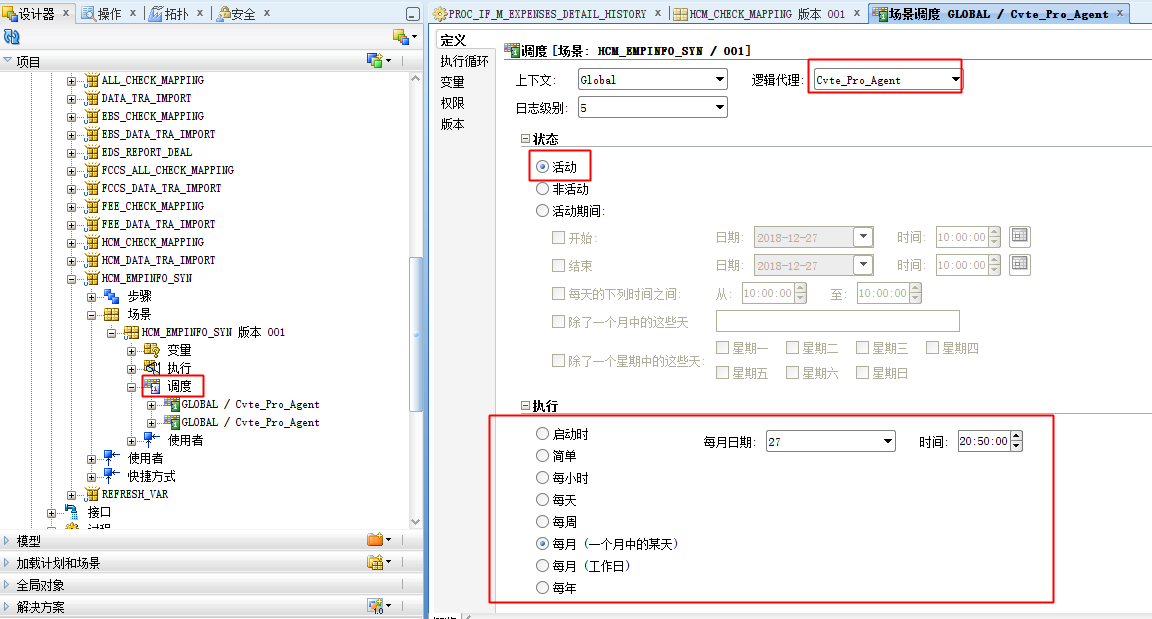 设计器 × 操作 × 拓扑 × 安全 ×
项目
ALL_CHECK_MAPPING
DATA_TRA_IMPORT
EBS_CHECK_MAPPING
EBS_DATA_TRA_IMPORT
EDS_REPORT_DEAL
FCCS_ALL_CHECK_MAPPING
FCCS_DATA_TRA_IMPORT
FEE_CHECK_MAPPING
FEE_DATA_TRA_IMPORT
HCM_CHECK_MAPPING
HCM_DATA_TRA_IMPORT
HCM_EMPINFO_SYN
步骤
场景
HCM_EMPINFO_SYN 版本 001
变量
执行
调度
GLOBAL / Cvte_Pro_Agent
GLOBAL / Cvte_Pro_Agent
使用者
使用者
快捷方式
REFRESH_VAR
接口
过程
模型
加载计划和场景
全局对象
解决方案
PROC_IF_M_EXPENSES_DETAIL_HISTORY × HCM_CHECK_MAPPING 版本 001 × 场景调度 GLOBAL / Cvte_Pro_Agent ×
定义
执行循环
变量
权限
版本
调度[场景: HCM_EMPINFO_SYN / 001]
上下文: Global 逻辑代理: Cvte_Pro_Agent
日志级别: 5
状态
活动
非活动
活动期间:
开始: 日期: 2018-12-27 时间: 10:00:00
结束 日期: 2018-12-27 时间: 10:00:00
每天的下列时间之间: 从: 10:00:00 至: 10:00:00
除了一个月中的这些天
除了一个星期中的这些天: 星期一 星期二 星期三 星期四
星期五 星期六 星期日
执行
启动时 每月日期: 27 时间: 20:50:00
简单
每小时
每天
每周
每月 (一个月中的某天)
每月 (工作日)
每年